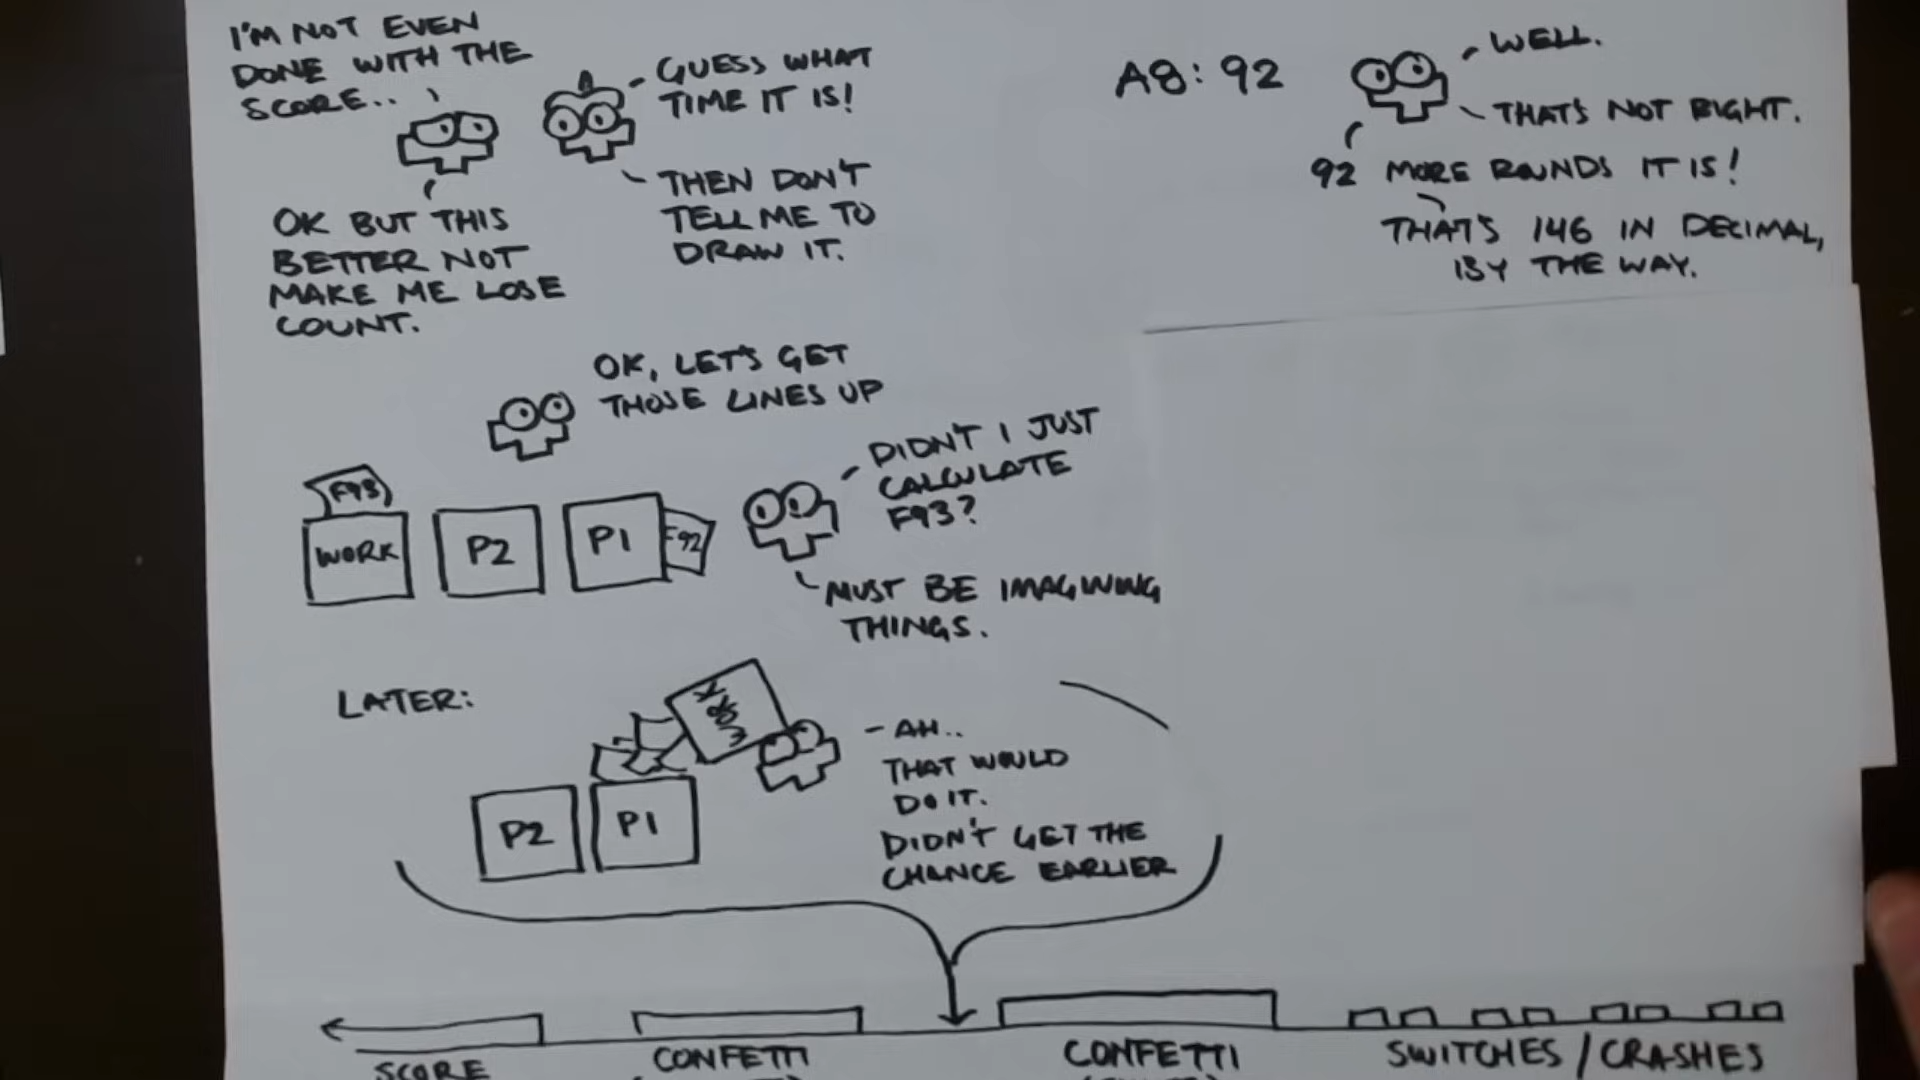 I'M NOT EVEN
DONE WITH THE
SCORE..
GUESS WHAT
TIME IT IS!
THEN DON'T
TELL ME TO
DRAW IT.
OK BUT THIS
BETTER NOT
MAKE ME LOSE
COUNT.
A8: 92
WELL.
THAT'S NOT RIGHT.
92 MORE ROUNDS IT IS!
THAT'S 146 IN DECIMAL,
BY THE WAY.
OK, LET'S GET
THOSE LINES UP
F93
WORK
P2
P1
F92
DIDN'T I JUST
CALCULATE
F93?
MUST BE IMAGINING
THINGS.
LATER:
WORK
P2
P1
AH..
THAT WOULD
DO IT.
DIDN'T GET THE
CHANCE EARLIER
SCORE
CONFETTI
CONFETTI
SWITCHES / CRASHES